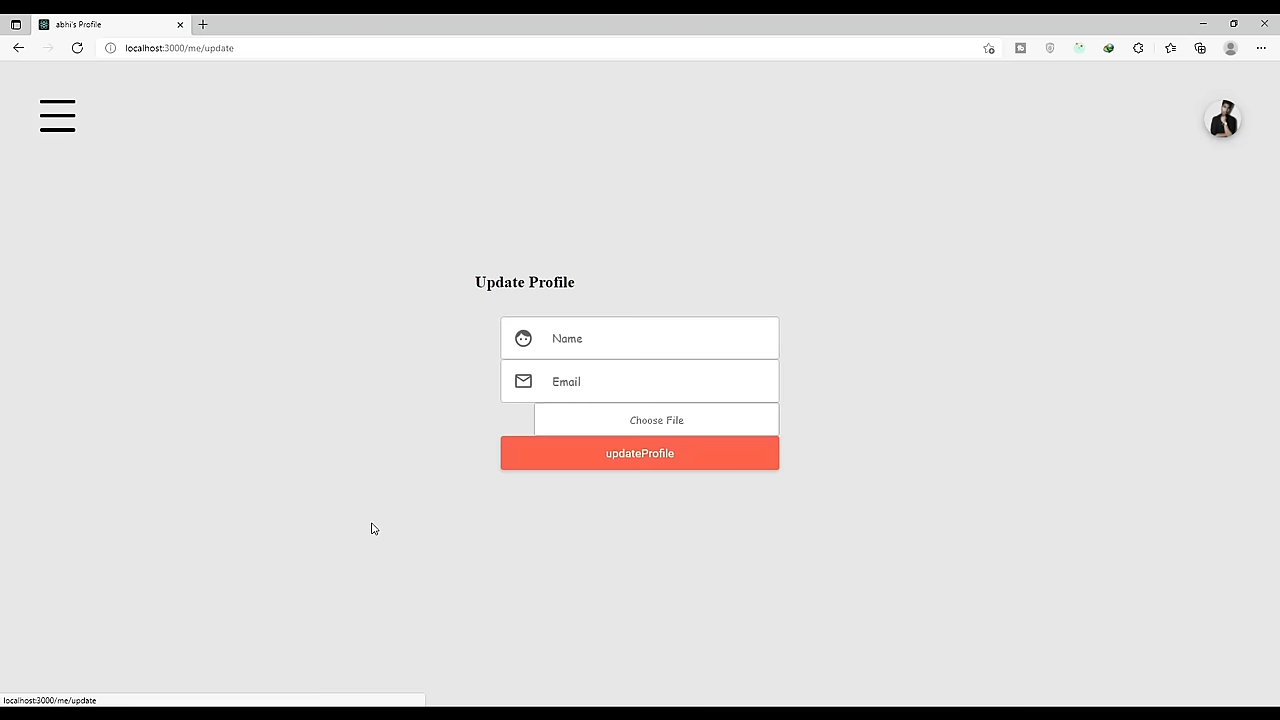 abhi's Profile
localhost:3000/me/update
Update Profile
Name
Email
Choose File
updateProfile
localhost:3000/me/update